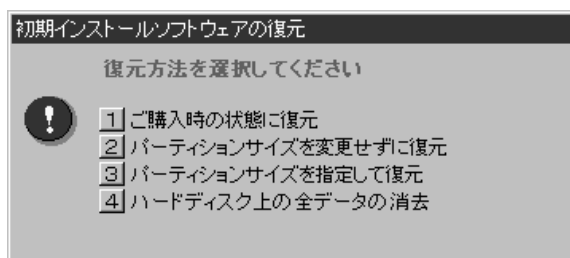 初期インストールソフトウェアの復元
復元方法を選択してください
1 ご購入時の状態に復元
2 パーティションサイズを変更せずに復元
3 パーティションサイズを指定して復元
4 ハードディスク上の全データの消去